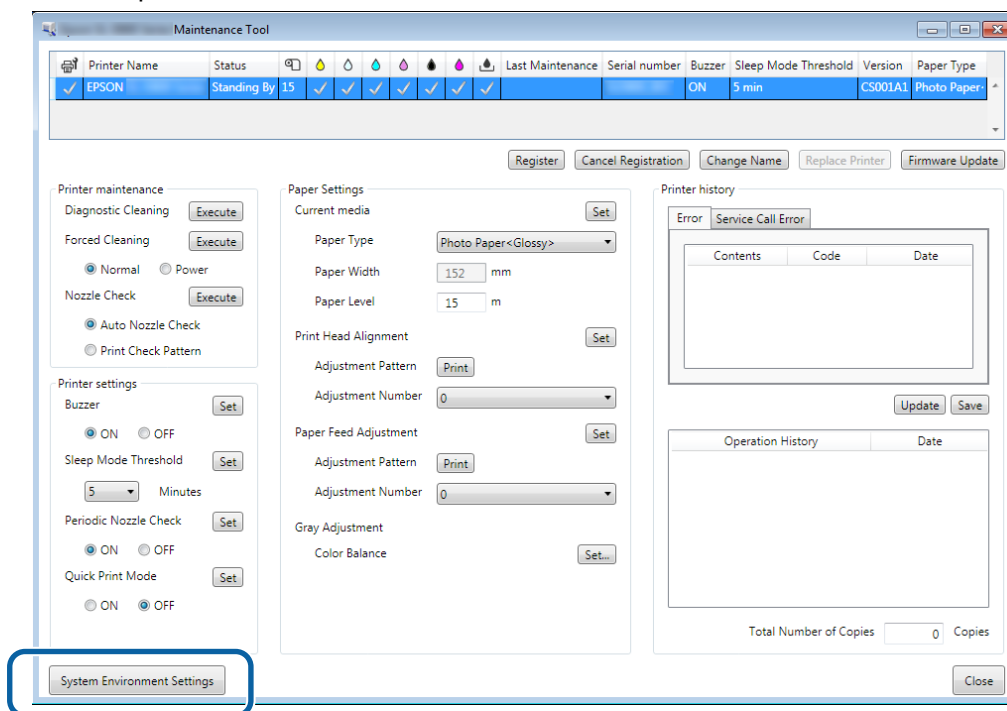 Maintenance Tool
Printer Name Status Last Maintenance Serial number Buzzer Sleep Mode Threshold Version Paper Type
EPSON Standing By 15 ON 5 min CS001A1 Photo Paper
Register Cancel Registration Change Name Replace Printer Firmware Update
Printer maintenance
Diagnostic Cleaning Execute
Forced Cleaning Execute
Normal Power
Nozzle Check Execute
Auto Nozzle Check
Print Check Pattern
Printer settings
Buzzer Set
ON OFF
Sleep Mode Threshold Set
5 Minutes
Periodic Nozzle Check Set
ON OFF
Quick Print Mode Set
ON OFF
Paper Settings
Current media Set
Paper Type Photo Paper<Glossy>
Paper Width 152 mm
Paper Level 15 m
Print Head Alignment Set
Adjustment Pattern Print
Adjustment Number 0
Paper Feed Adjustment Set
Adjustment Pattern Print
Adjustment Number 0
Gray Adjustment
Color Balance Set...
Printer history
Error Service Call Error
Contents Code Date
Update Save
Operation History Date
Total Number of Copies 0 Copies
System Environment Settings Close